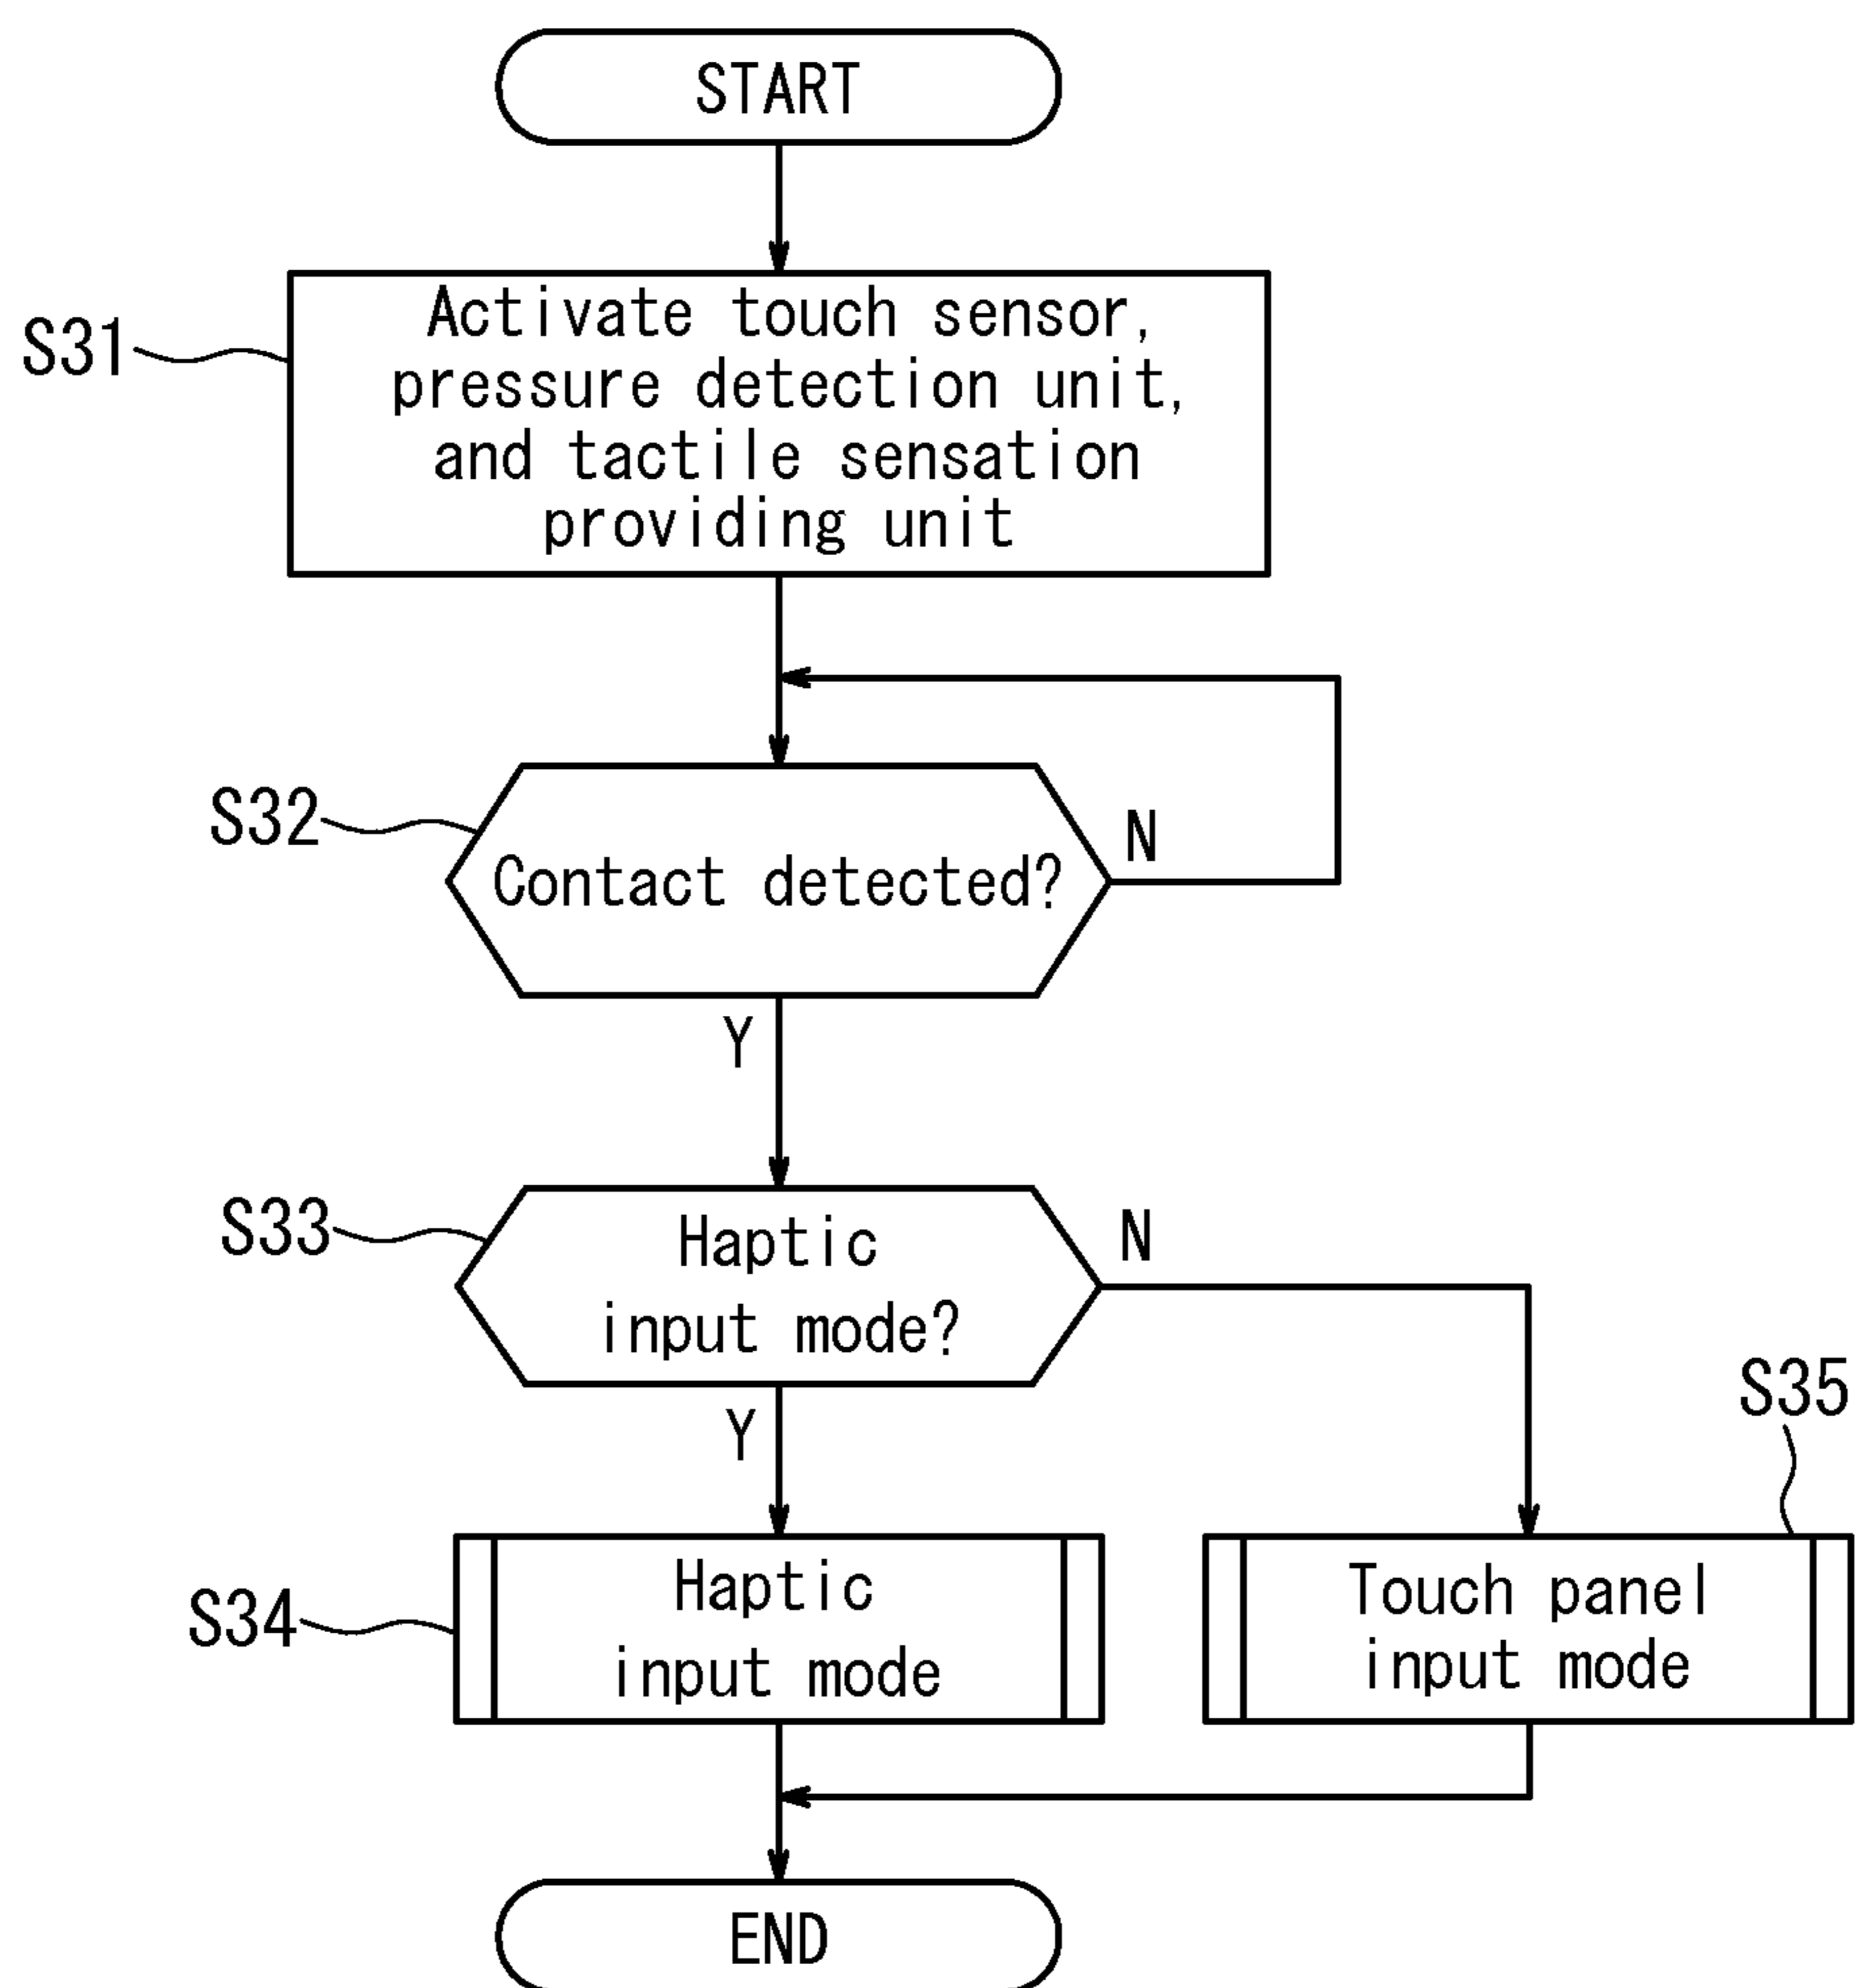 START
S31
Activate touch sensor,
pressure detection unit,
and tactile sensation
providing unit
S32
Contact detected?
N
Y
S33
Haptic
input mode?
N
Y
S35
S34
Haptic
input mode
Touch panel
input mode
END